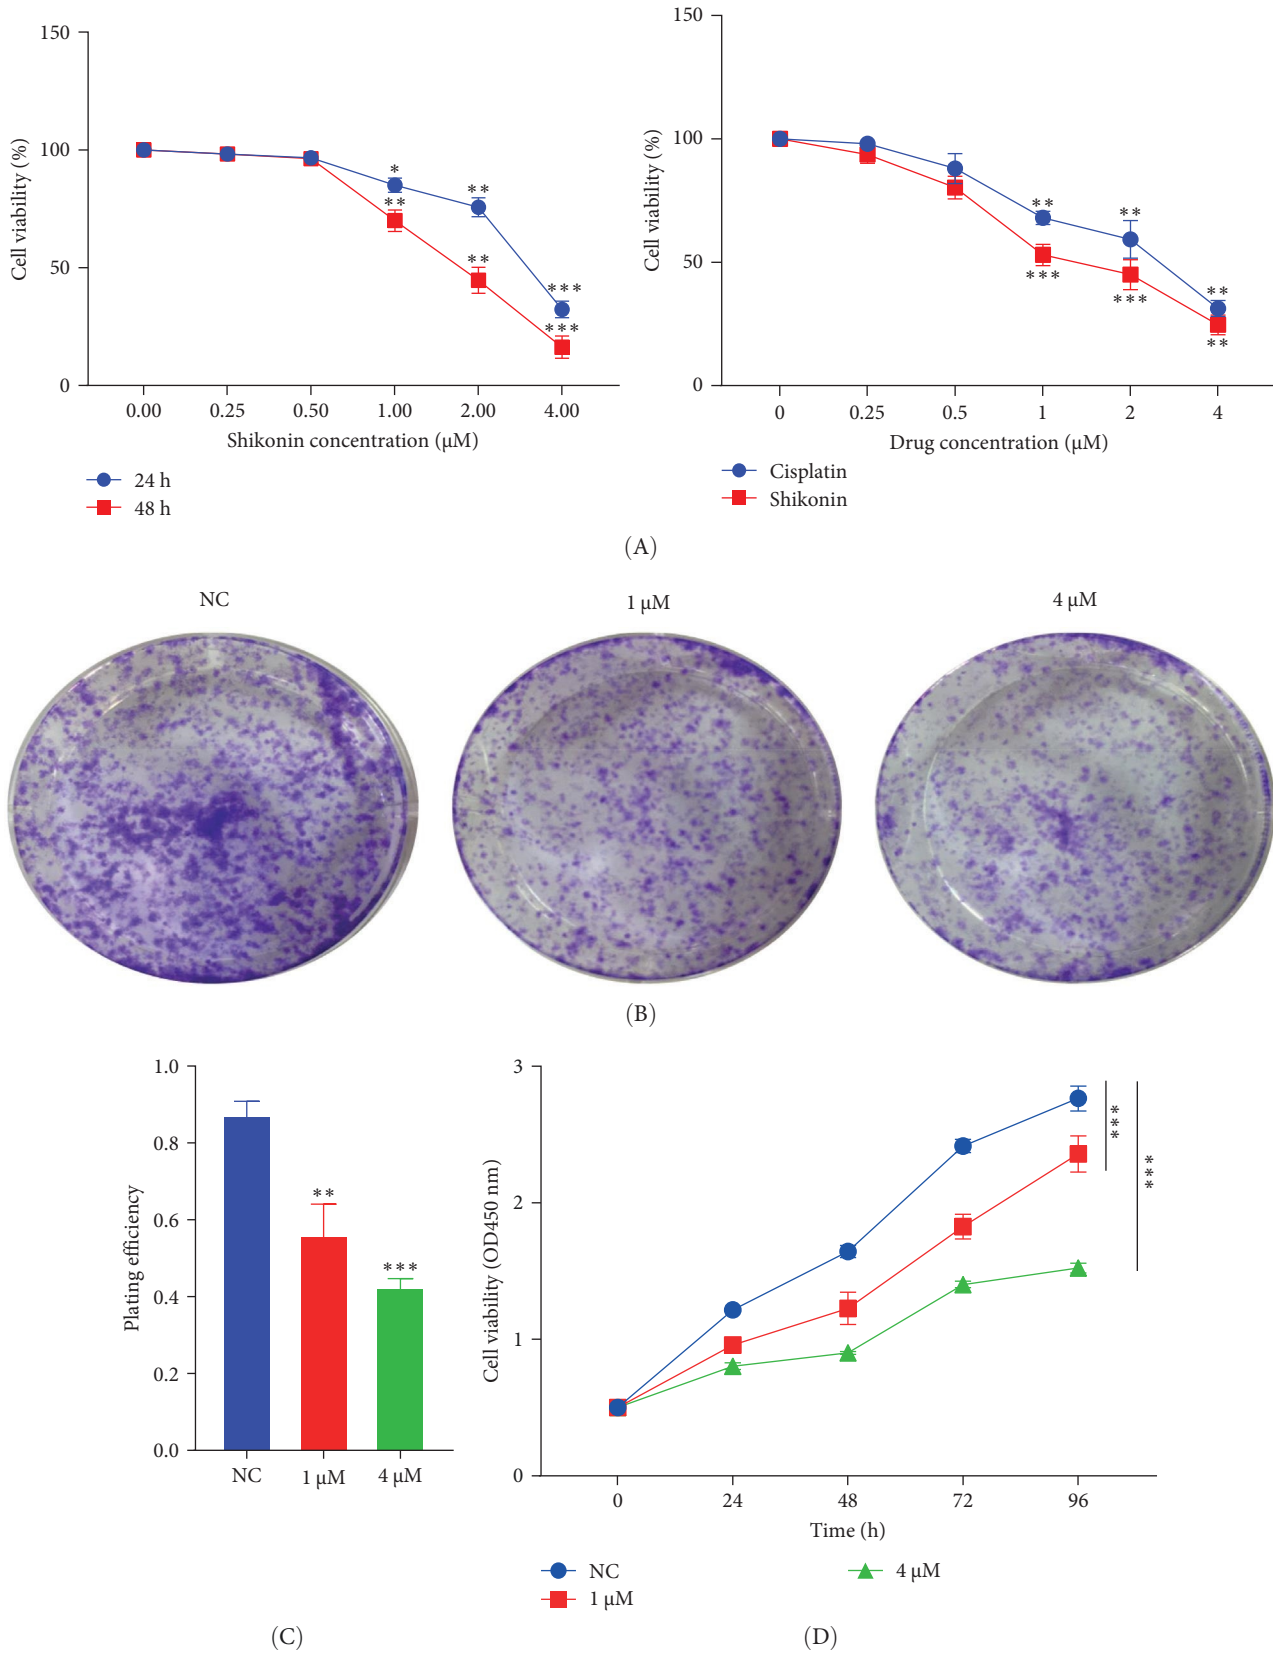 150
100
50
0
Cell viability (%)
*
**
**
**
***
***
0.00 0.25 0.50 1.00 2.00 4.00
Shikonin concentration (μM)
24 h
48 h
150
100
50
0
Cell viability (%)
**
**
**
***
***
**
0 0.25 0.5 1 2 4
Drug concentration (μM)
Cisplatin
Shikonin
(A)
NC 1 μM 4 μM
(B)
1.0
0.8
0.6
0.4
0.2
0.0
Plating efficiency
**
***
NC 1 μM 4 μM
(C)
3
2
1
0
Cell viability (OD450 nm)
***
***
0 24 48 72 96
Time (h)
NC
1 μM
4 μM
(D)